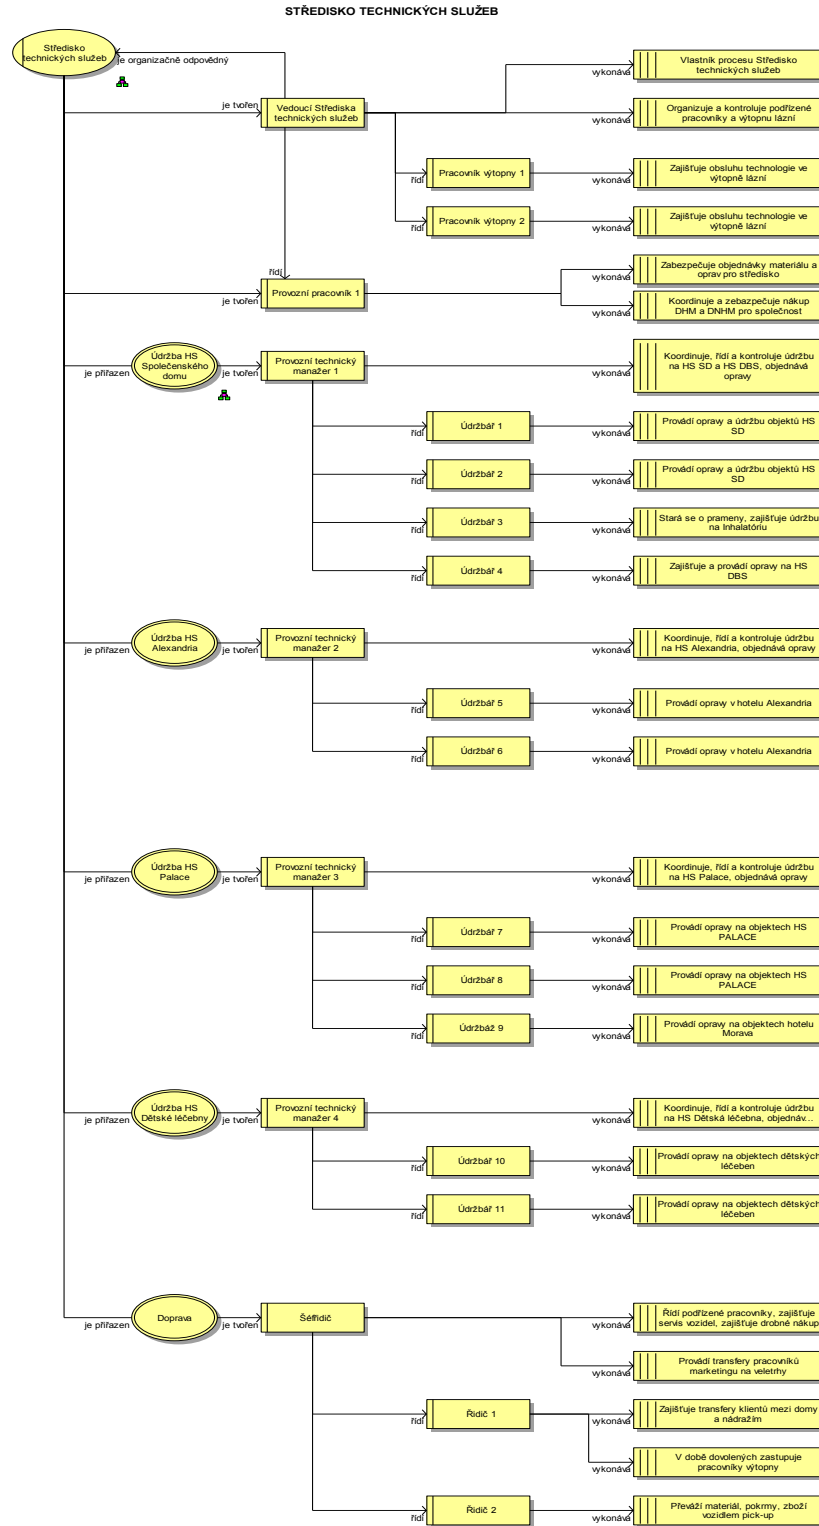 STŘEDISKO TECHNICKÝCH SLUŽEB
Středisko
technických služeb
je organizačně odpovědný
vykonává
Vlastník procesu Středisko
technických služeb
je tvořen
Vedoucí Střediska
technických služeb
vykonává
Organizuje a kontroluje podřízené
pracovníky a výtopnu lázní
řídí
Pracovník výtopny 1
vykonává
Zajišťuje obsluhu technologie ve
výtopně lázní
řídí
Pracovník výtopny 2
vykonává
Zajišťuje obsluhu technologie ve
výtopně lázní
řídí
je tvořen
Provozní pracovník 1
vykonává
Zabezpečuje objednávky materiálu a
oprav pro středisko
vykonává
Koordinuje a zebazpečuje nákup
DHM a DNHM pro společnost
je přiřazen
Údržba HS
Společenského
domu
je tvořen
Provozní technický
manažer 1
vykonává
Koordinuje, řídí a kontroluje údržbu
na HS SD a HS DBS, objednává
opravy
řídí
Údržbář 1
vykonává
Provádí opravy a údržbu objektů HS
SD
řídí
Údržbář 2
vykonává
Provádí opravy a údržbu objektů HS
SD
řídí
Údržbář 3
vykonává
Stará se o prameny, zajišťuje údržbu
na Inhalatóriu
řídí
Údržbář 4
vykonává
Zajišťuje a provádí opravy na HS
DBS
je přiřazen
Údržba HS
Alexandria
je tvořen
Provozní technický
manažer 2
vykonává
Koordinuje, řídí a kontroluje údržbu
na HS Alexandria, objednává opravy
řídí
Údržbář 5
vykonává
Provádí opravy v hotelu Alexandria
řídí
Údržbář 6
vykonává
Provádí opravy v hotelu Alexandria
je přiřazen
Údržba HS
Palace
je tvořen
Provozní technický
manažer 3
vykonává
Koordinuje, řídí a kontroluje údržbu
na HS Palace, objednává opravy
řídí
Údržbář 7
vykonává
Provádí opravy na objektech HS
PALACE
řídí
Údržbář 8
vykonává
Provádí opravy na objektech HS
PALACE
řídí
Údržbáž 9
vykonává
Provádí opravy na objektech hotelu
Morava
je přiřazen
Údržba HS
Dětské léčebny
je tvořen
Provozní technický
manažer 4
vykonává
Koordinuje, řídí a kontroluje údržbu
na HS Dětská léčebna, objednáv...
řídí
Údržbář 10
vykonává
Provádí opravy na objektech dětských
léčeben
řídí
Údržbář 11
vykonává
Provádí opravy na objektech dětských
léčeben
je přiřazen
Doprava
je tvořen
Šéfřidič
vykonává
Řídí podřízené pracovníky, zajišťuje
servis vozidel, zajišťuje drobné nákup
vykonává
Provádí transfery pracovníků
marketingu na veletrhy
řídí
Řidič 1
vykonává
Zajišťuje transfery klientů mezi domy
a nádražím
vykonává
V době dovolených zastupuje
pracovníky výtopny
řídí
Řidič 2
vykonává
Převáží materiál, pokrmy, zboží
vozidlem pick-up